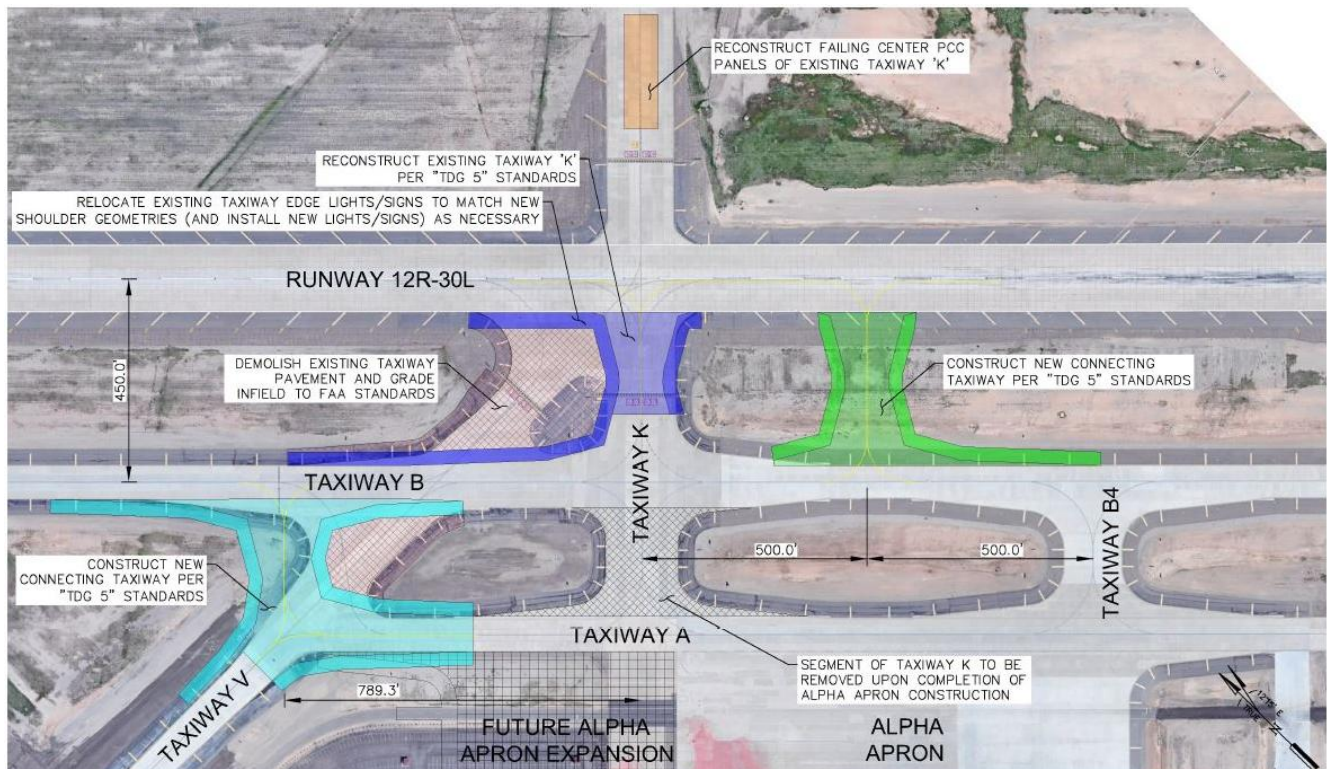 RECONSTRUCT FAILING CENTER PCC
PANELS OF EXISTING TAXIWAY 'K'
RECONSTRUCT EXISTING TAXIWAY 'K'
PER "TDG 5" STANDARDS
RELOCATE EXISTING TAXIWAY EDGE LIGHTS/SIGNS TO MATCH NEW
SHOULDER GEOMETRIES (AND INSTALL NEW LIGHTS/SIGNS) AS NECESSARY
RUNWAY 12R-30L
450.0'
DEMOLISH EXISTING TAXIWAY
PAVEMENT AND GRADE
INFIELD TO FAA STANDARDS
CONSTRUCT NEW CONNECTING
TAXIWAY PER "TDG 5" STANDARDS
TAXIWAY B
TAXIWAY K
TAXIWAY B4
500.0'
500.0'
CONSTRUCT NEW
CONNECTING TAXIWAY PER
"TDG 5" STANDARDS
TAXIWAY A
SEGMENT OF TAXIWAY K TO BE
REMOVED UPON COMPLETION OF
ALPHA APRON CONSTRUCTION
TAXIWAY V
789.3'
FUTURE ALPHA
APRON EXPANSION
ALPHA
APRON